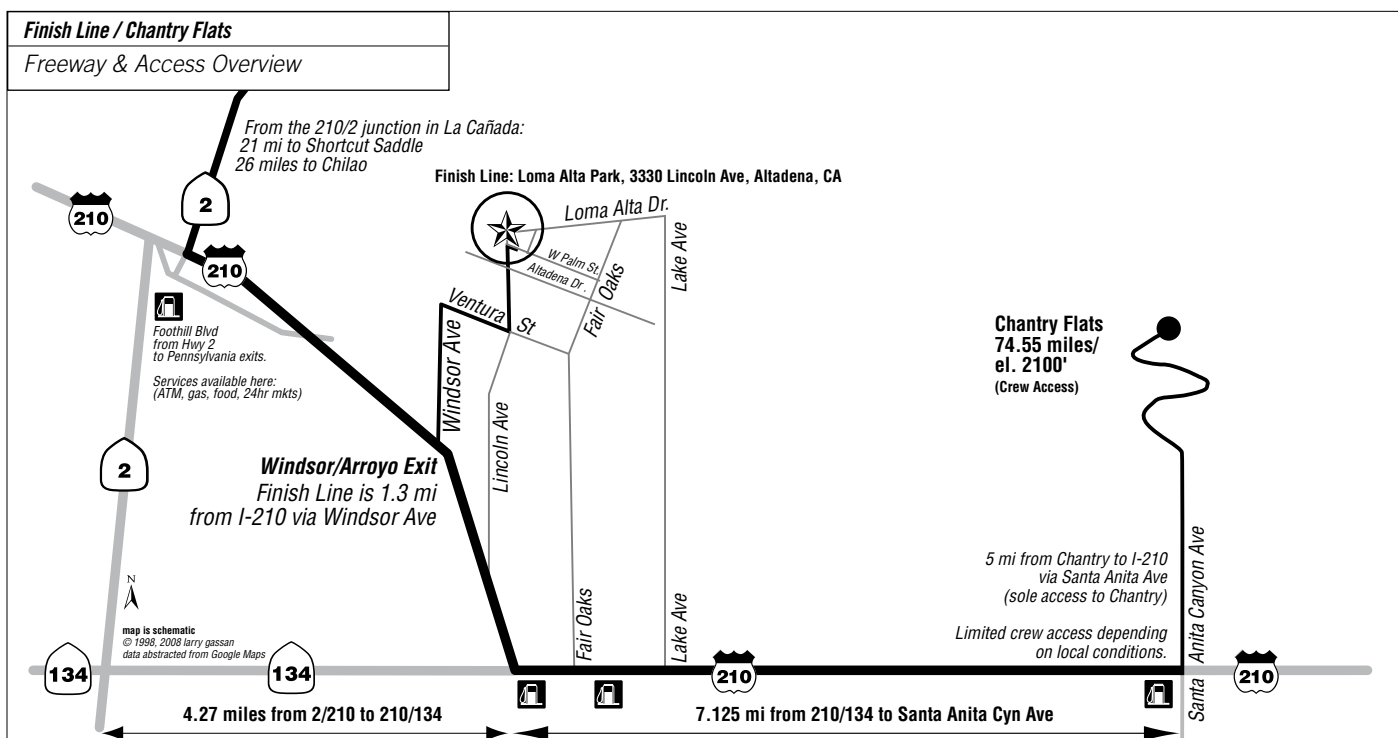 Finish Line / Chantry Flats
Freeway & Access Overview
From the 210/2 junction in La Cañada:
21 mi to Shortcut Saddle
26 miles to Chilao
Finish Line: Loma Alta Park, 3330 Lincoln Ave, Altadena, CA
210
2
210
Loma Alta Dr.
W Palm St.
Altadena Dr.
Fair Oaks
Lake Ave
Ventura St
Windsor Ave
Lincoln Ave
Foothill Blvd
from Hwy 2
to Pennsylvania exits.
Services available here:
(ATM, gas, food, 24hr mkts)
Chantry Flats
74.55 miles/
el. 2100'
(Crew Access)
2
Windsor/Arroyo Exit
Finish Line is 1.3 mi
from I-210 via Windsor Ave
5 mi from Chantry to I-210
via Santa Anita Ave
(sole access to Chantry)
Limited crew access depending
on local conditions.
Santa Anita Canyon Ave
N
map is schematic
© 1998, 2008 larry gassan
data abstracted from Google Maps
Fair Oaks
Lake Ave
134
134
210
210
4.27 miles from 2/210 to 210/134
7.125 mi from 210/134 to Santa Anita Cyn Ave